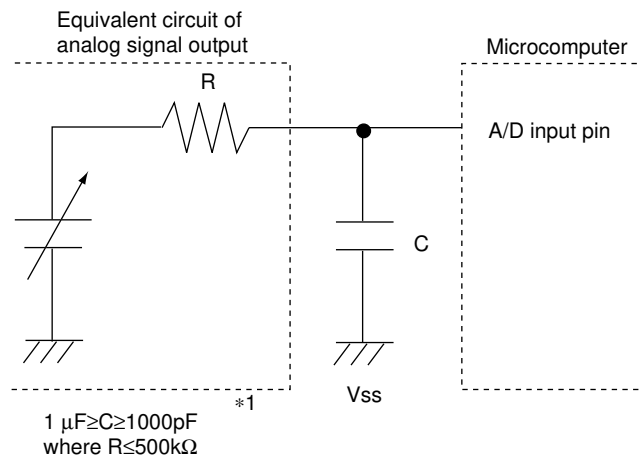 Equivalent circuit of
analog signal output
Microcomputer
R
A/D input pin
C
Vss
*1
1 μF≥C≥1000pF
where R≤500kΩ